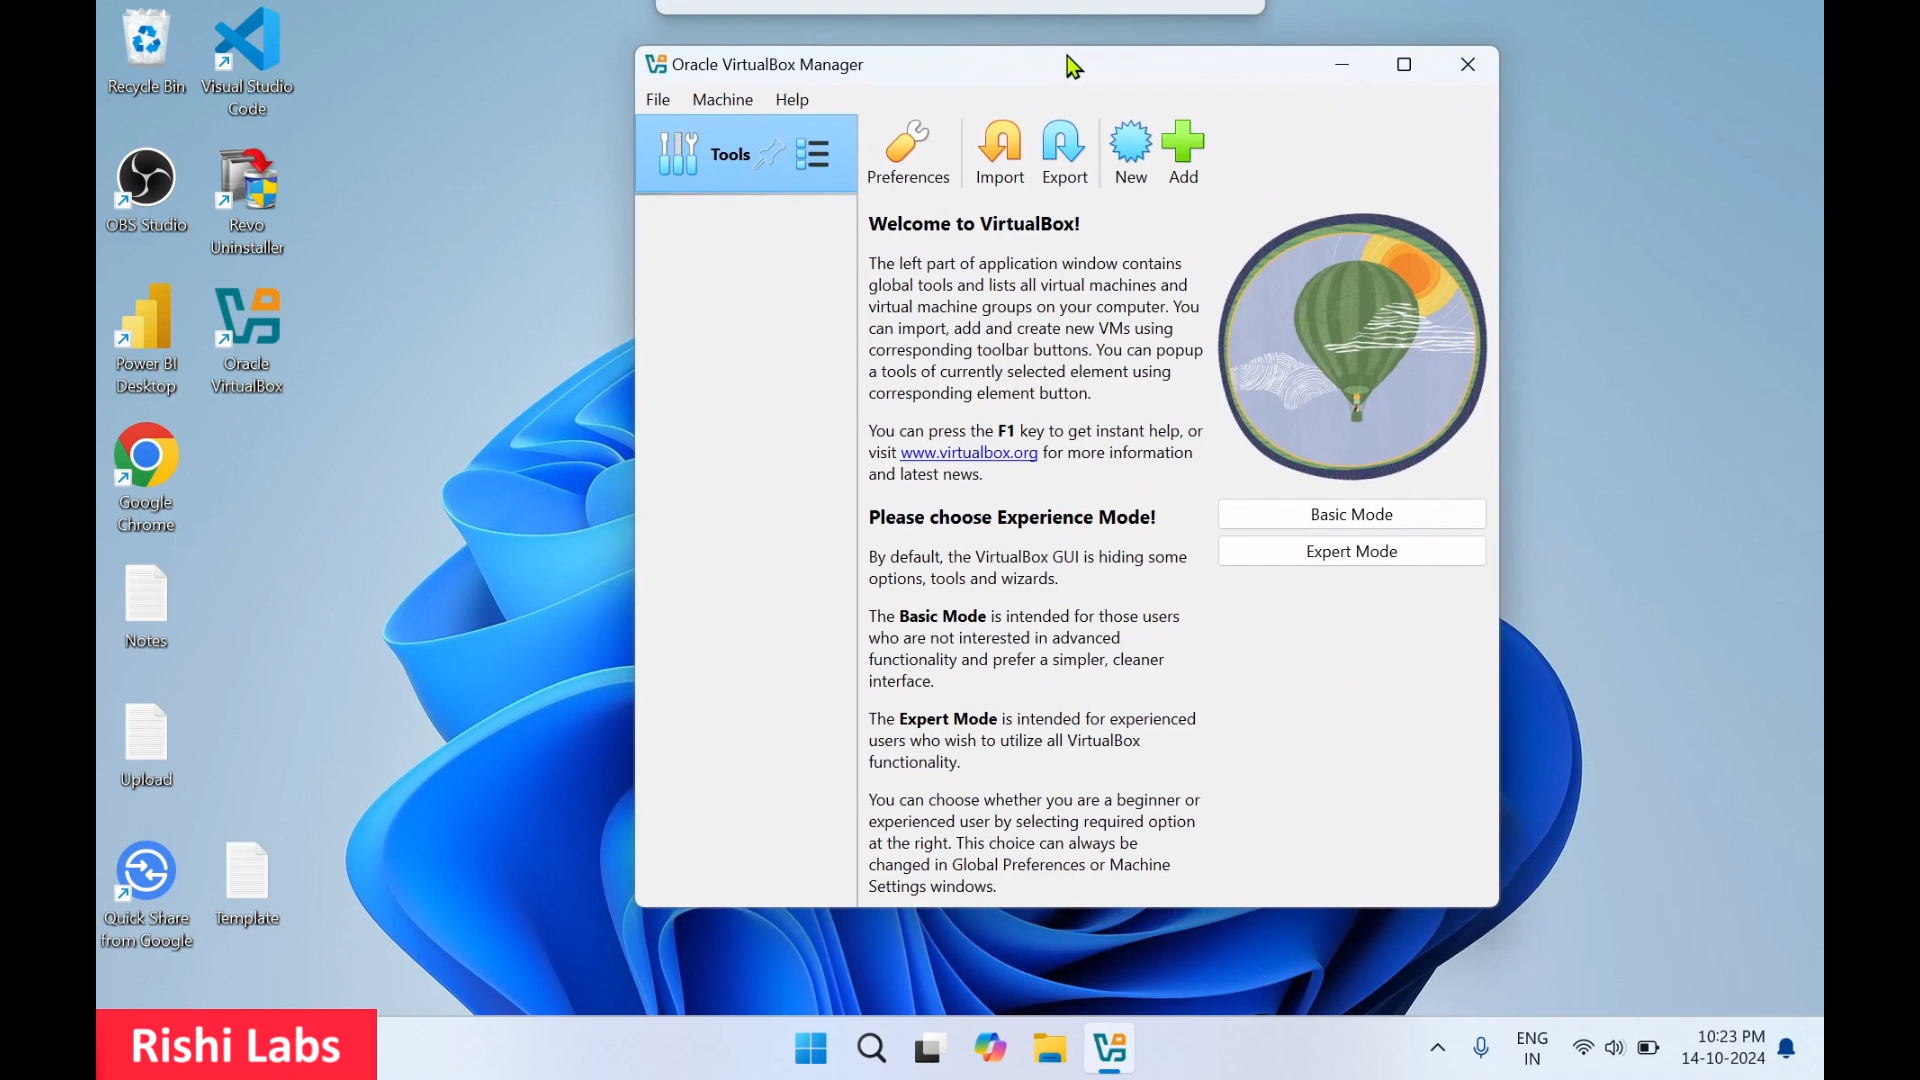 Recycle Bin
Visual Studio
Code
OBS Studio
Revo
Uninstaller
Power BI
Desktop
Oracle
VirtualBox
Google
Chrome
Notes
Upload
Quick Share
from Google
Template
Oracle VirtualBox Manager
File
Machine
Help
Tools
Preferences
Import
Export
New
Add
Welcome to VirtualBox!
The left part of application window contains
global tools and lists all virtual machines and
virtual machine groups on your computer. You
can import, add and create new VMs using
corresponding toolbar buttons. You can popup
a tools of currently selected element using
corresponding element button.
You can press the F1 key to get instant help, or
visit www.virtualbox.org for more information
and latest news.
Please choose Experience Mode!
By default, the VirtualBox GUI is hiding some
options, tools and wizards.
The Basic Mode is intended for those users
who are not interested in advanced
functionality and prefer a simpler, cleaner
interface.
The Expert Mode is intended for experienced
users who wish to utilize all VirtualBox
functionality.
You can choose whether you are a beginner or
experienced user by selecting required option
at the right. This choice can always be
changed in Global Preferences or Machine
Settings windows.
Basic Mode
Expert Mode
Rishi Labs
ENG
IN
10:23 PM
14-10-2024